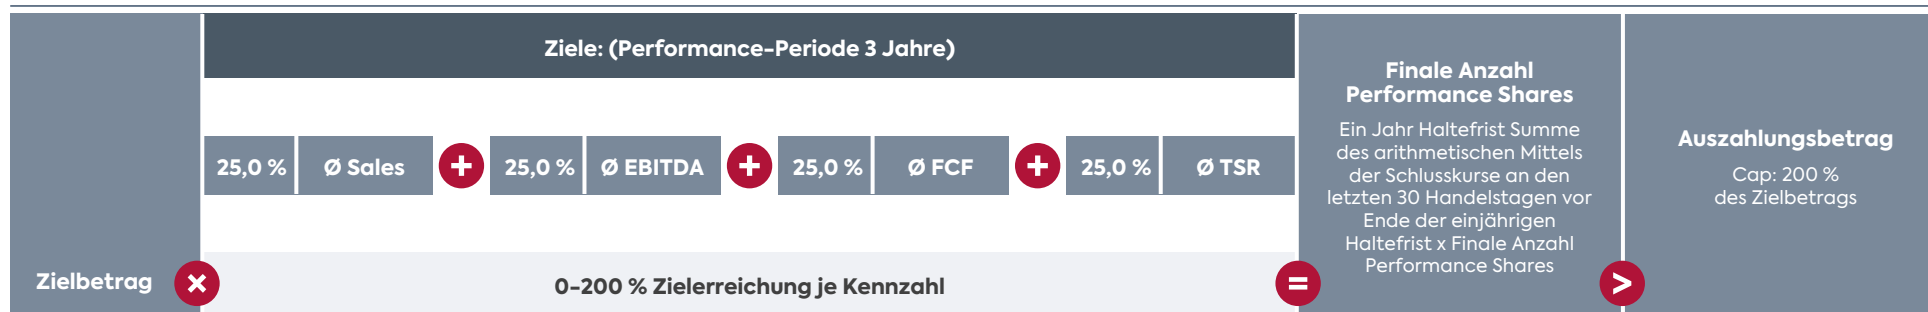 Zielbetrag
×
Ziele: (Performance-Periode 3 Jahre)
25,0 % Ø Sales + 25,0 % Ø EBITDA + 25,0 % Ø FCF + 25,0 % Ø TSR
0-200 % Zielerreichung je Kennzahl
=
Finale Anzahl
Performance Shares
Ein Jahr Haltefrist Summe
des arithmetischen Mittels
der Schlusskurse an den
letzten 30 Handelstagen vor
Ende der einjährigen
Haltefrist x Finale Anzahl
Performance Shares
>
Auszahlungsbetrag
Cap: 200 %
des Zielbetrags